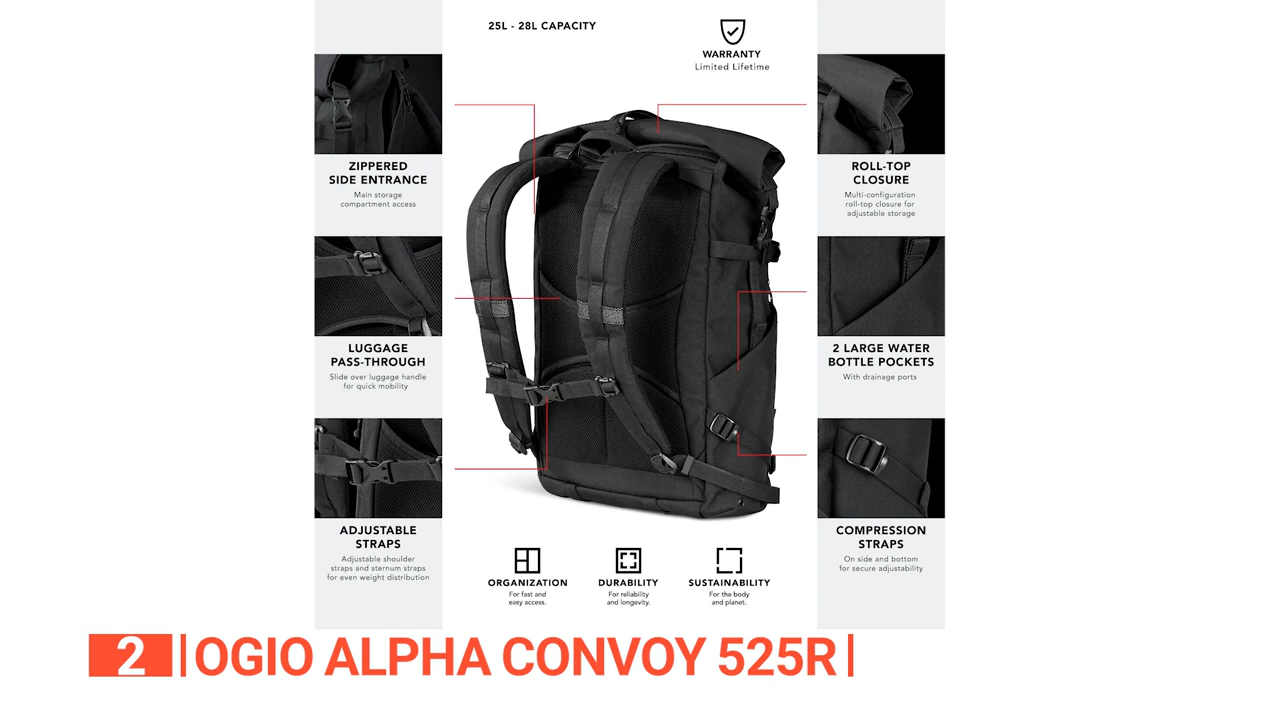 25L - 28L CAPACITY
WARRANTY
Limited Lifetime
ZIPPERED
SIDE ENTRANCE
Main storage
compartment access
LUGGAGE
PASS-THROUGH
Slide over luggage handle
for quick mobility
ADJUSTABLE
STRAPS
Adjustable shoulder
straps and sternum straps
for even weight distribution
ROLL-TOP
CLOSURE
Multi-configuration
roll-top closure for
adjustable storage
2 LARGE WATER
BOTTLE POCKETS
With drainage ports
COMPRESSION
STRAPS
On side and bottom
for secure adjustability
ORGANIZATION
For fast and
easy access.
DURABILITY
For reliability
and longevity.
SUSTAINABILITY
For the body
and planet.
2 OGIO ALPHA CONVOY 525R